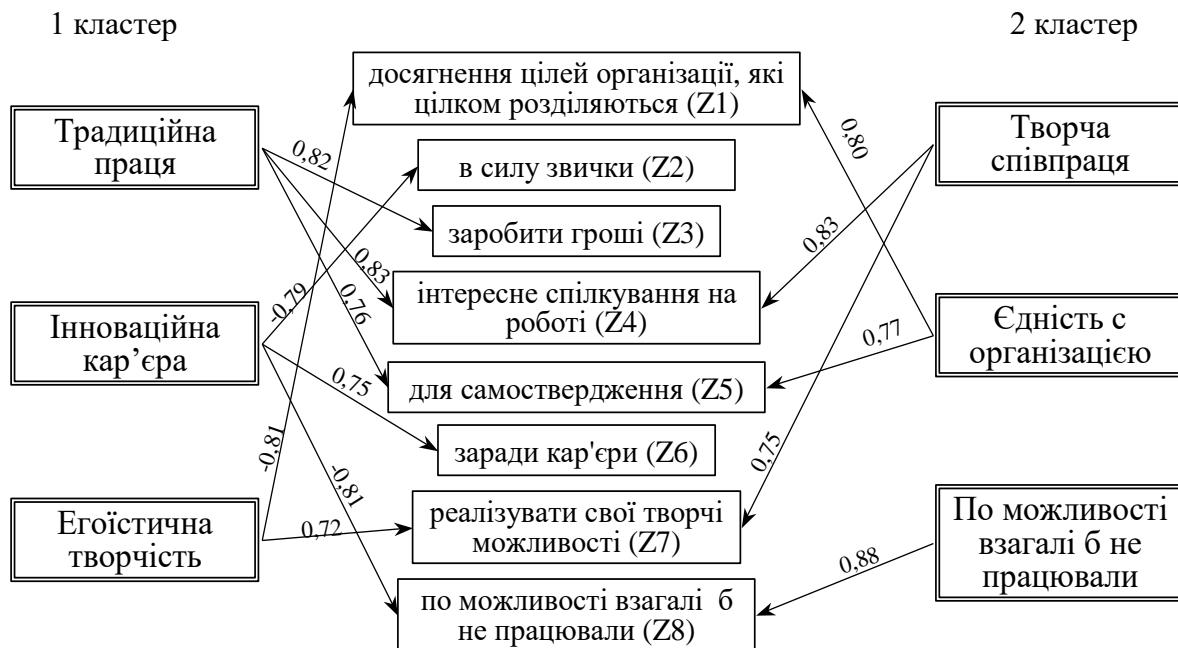 1 кластер
2 кластер
досягнення цілей організації, які
цілком розділяються (Z1)
Традиційна
праця
Творча
співпраця
0,82
0,80
в силу звички (Z2)
заробити гроші (Z3)
0,83
0,83
-0,79
0,76
інтересне спілкування на
роботі (Z4)
Інноваційна
кар’єра
Єдність с
організацією
0,77
0,75
для самоствердження (Z5)
заради кар'єри (Z6)
-0,81
-0,81
0,75
реалізувати свої творчі
можливості (Z7)
0,72
Егоїстична
творчість
По можливості
взагалі б не
працювали
0,88
по можливості взагалі б
не працювали (Z8)